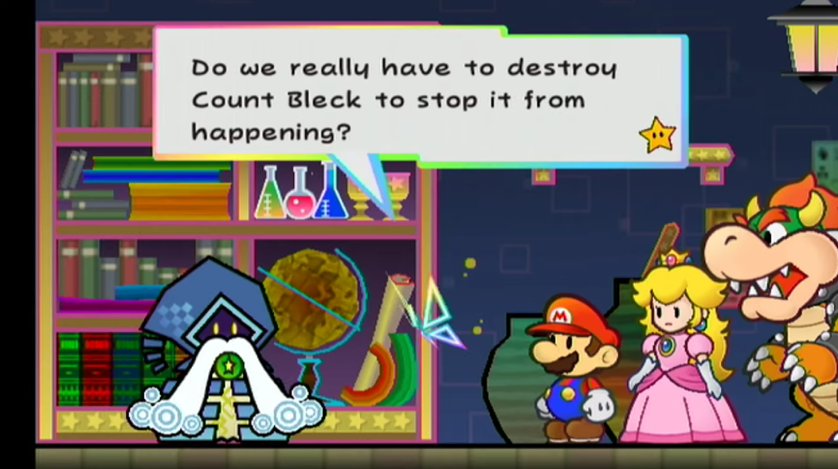 Do we really have to destroy
Count Bleck to stop it from
happening?
M